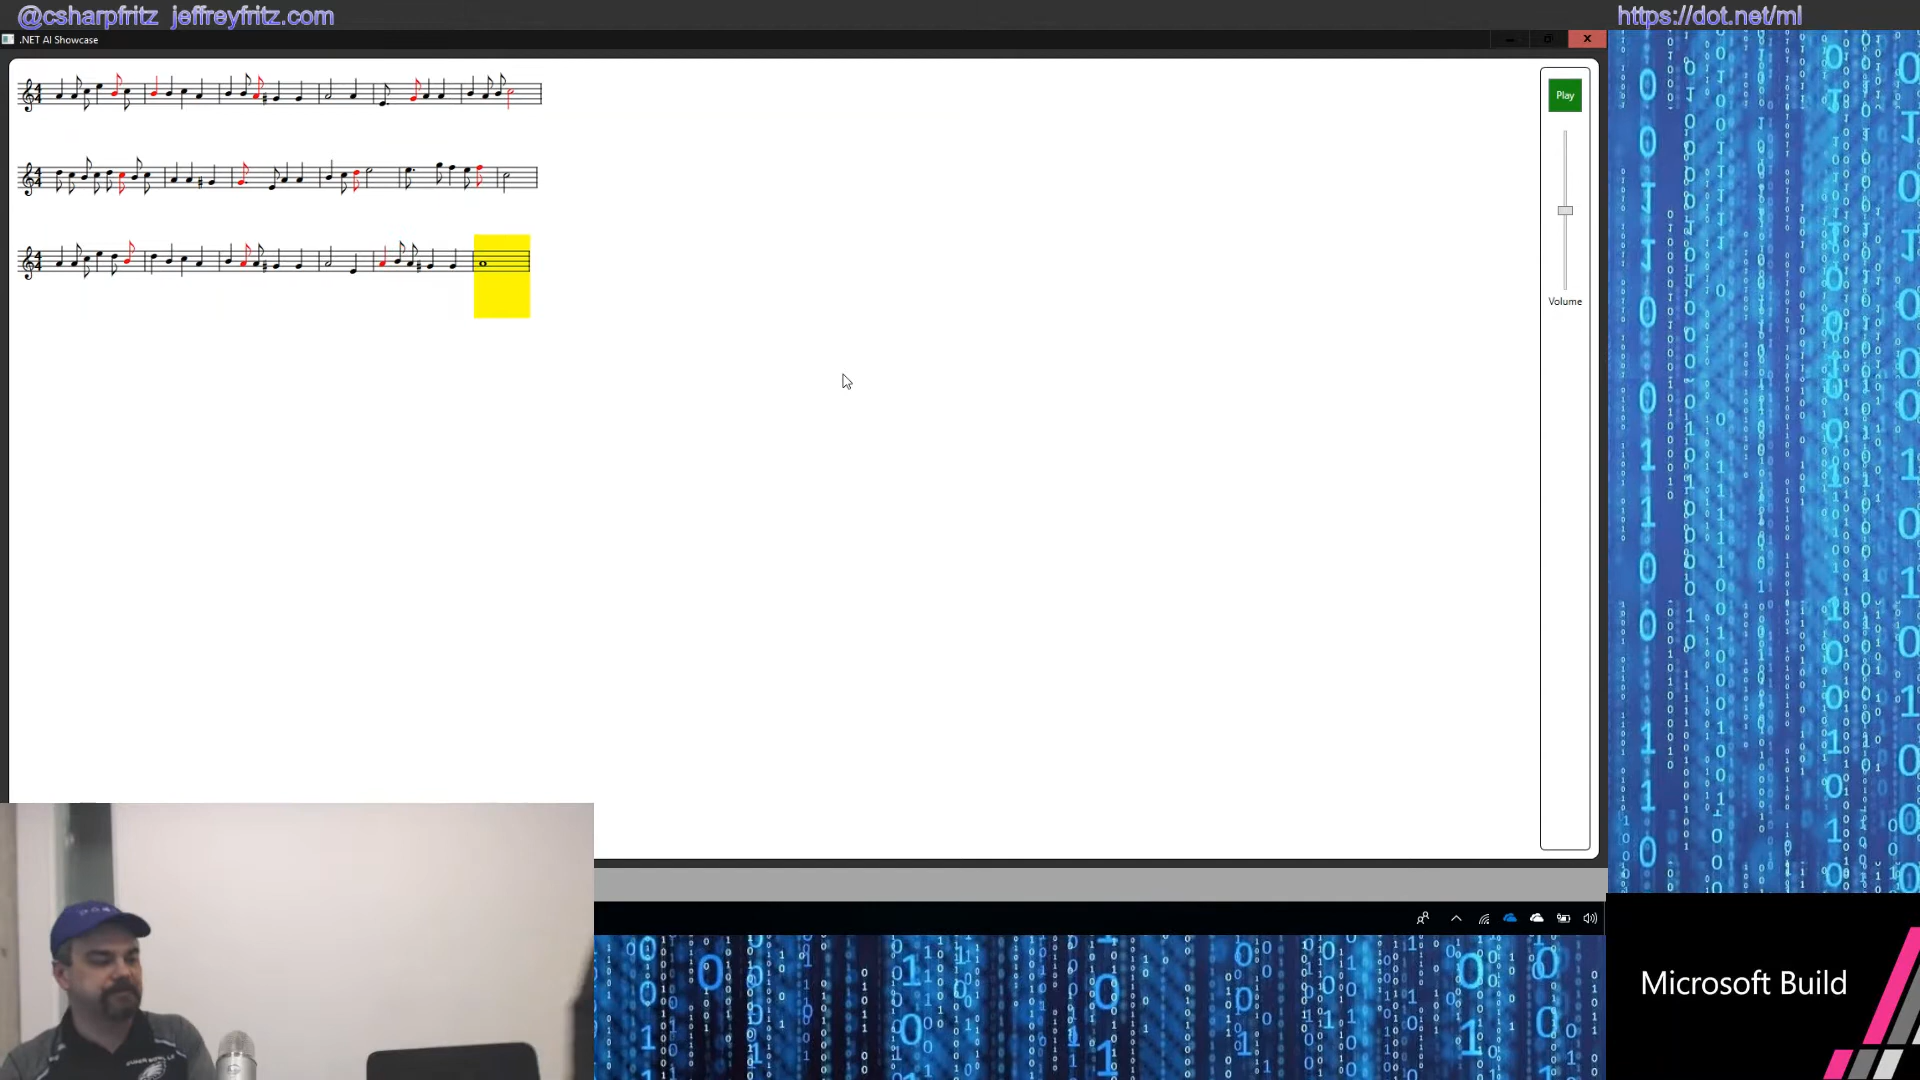 @csharpfritz jeffreyfritz.com
https://dot.net/ml
.NET AI Showcase
Play
Volume
Microsoft Build